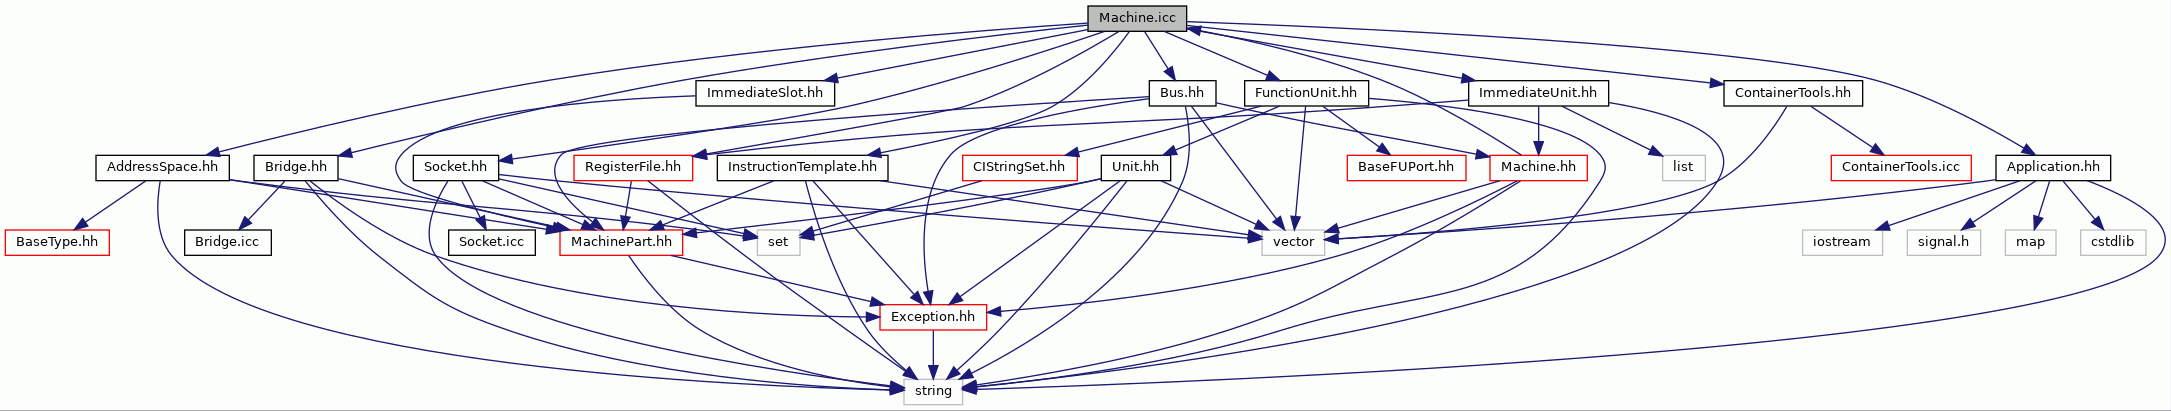 Machine.icc
ImmediateSlot.hh
Bus.hh
FunctionUnit.hh
ImmediateUnit.hh
ContainerTools.hh
AddressSpace.hh
Bridge.hh
Socket.hh
RegisterFile.hh
InstructionTemplate.hh
CIStringSet.hh
Unit.hh
BaseFUPort.hh
Machine.hh
list
ContainerTools.icc
Application.hh
BaseType.hh
Bridge.icc
Socket.icc
MachinePart.hh
set
vector
iostream
signal.h
map
cstdlib
Exception.hh
string